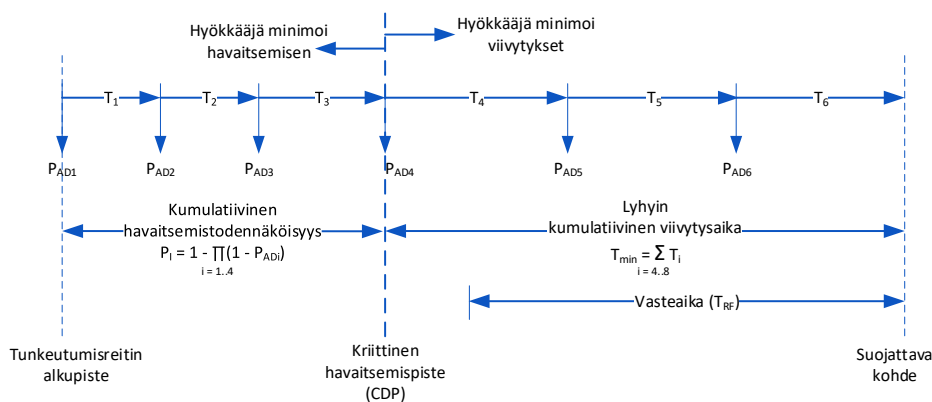 Hyökkääjä minimoi
havaitsemisen
Hyökkääjä minimoi
viivytykset
T1 T2 T3 T4 T5 T6
PAD1 PAD2 PAD3 PAD4 PAD5 PAD6
Kumulatiivinen
havaitsemistodennäköisyys
PI = 1 - ∏(1 - PADi)
i = 1..4
Lyhyin
kumulatiivinen viivytysaika
Tmin = Σ Ti
i = 4..8
Vasteaika (TRF)
Tunkeutumisreitin
alkupiste
Kriittinen
havaitsemispiste
(CDP)
Suojattava
kohde